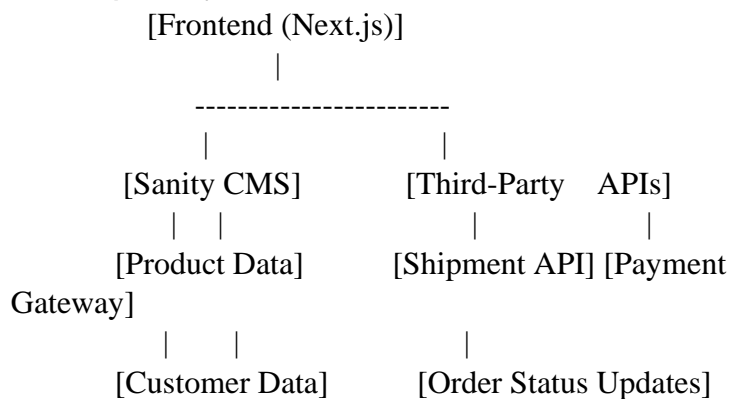 [Frontend (Next.js)]
|
------------------------
| |
[Sanity CMS] [Third-Party APIs]
| | | |
[Product Data] [Shipment API] [Payment
Gateway]
| | |
[Customer Data] [Order Status Updates]